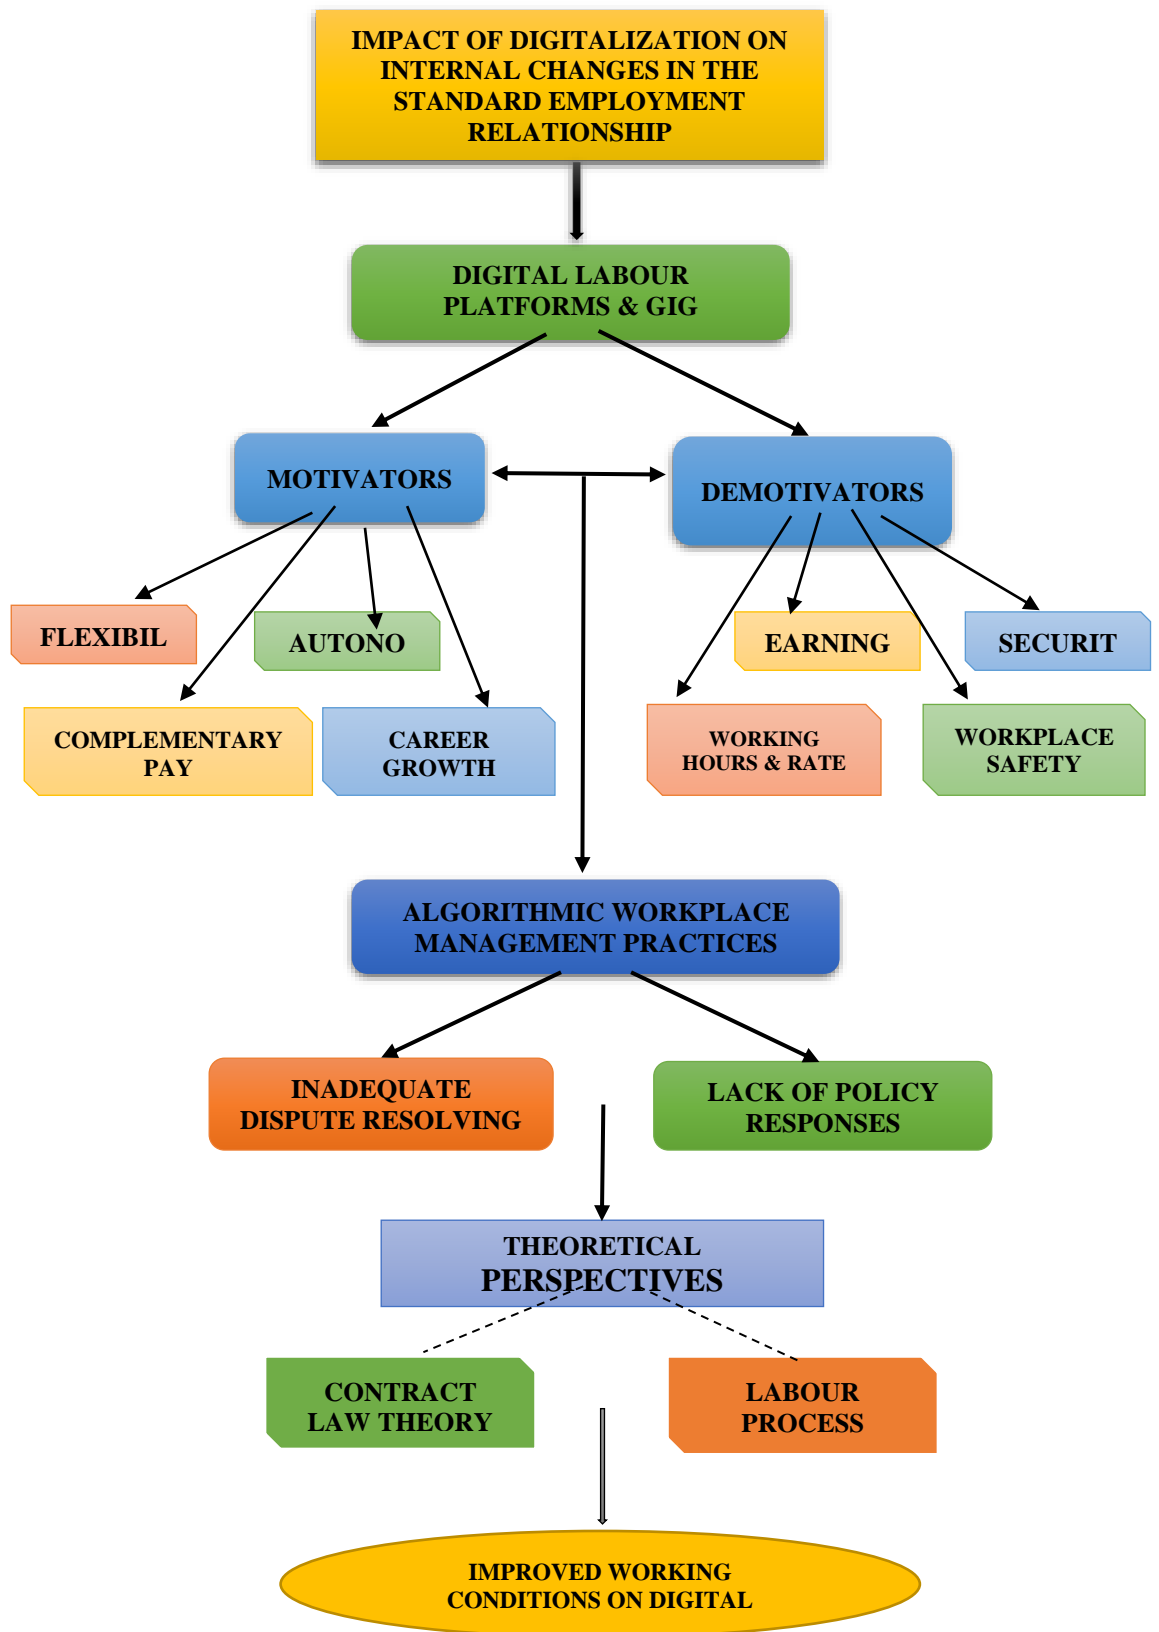 IMPACT OF DIGITALIZATION ON
INTERNAL CHANGES IN THE
STANDARD EMPLOYMENT
RELATIONSHIP
DIGITAL LABOUR
PLATFORMS & GIG
MOTIVATORS
DEMOTIVATORS
FLEXIBIL
AUTONO
EARNING
SECURIT
COMPLEMENTARY
PAY
CAREER
GROWTH
WORKING
HOURS & RATE
WORKPLACE
SAFETY
ALGORITHMIC WORKPLACE
MANAGEMENT PRACTICES
INADEQUATE
DISPUTE RESOLVING
LACK OF POLICY
RESPONSES
THEORETICAL
PERSPECTIVES
CONTRACT
LAW THEORY
LABOUR
PROCESS
IMPROVED WORKING
CONDITIONS ON DIGITAL